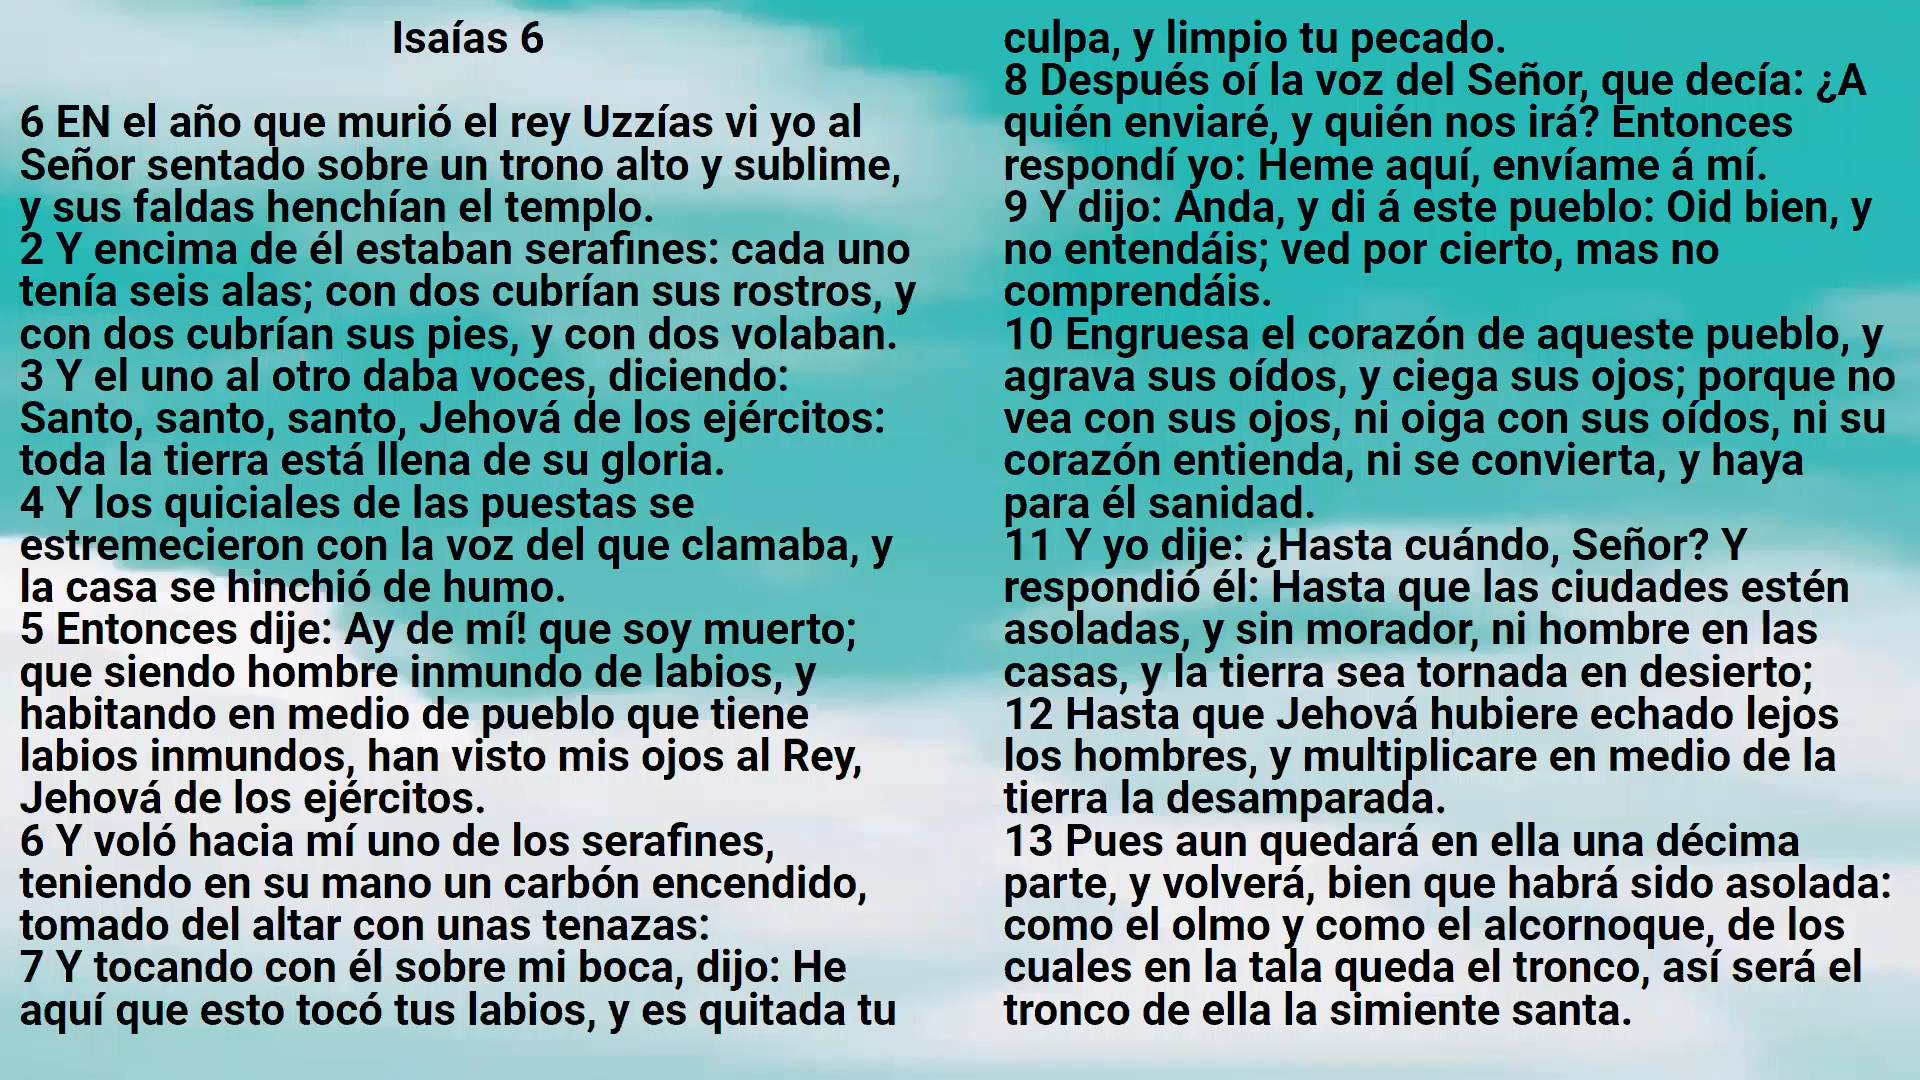 Isaías 6
6 EN el año que murió el rey Uzzías vi yo al
Señor sentado sobre un trono alto y sublime,
y sus faldas henchían el templo.
2 Y encima de él estaban serafines: cada uno
tenía seis alas; con dos cubrían sus rostros, y
con dos cubrían sus pies, y con dos volaban.
3 Y el uno al otro daba voces, diciendo:
Santo, santo, santo, Jehová de los ejércitos:
toda la tierra está llena de su gloria.
4 Y los quiciales de las puestas se
estremecieron con la voz del que clamaba, y
la casa se hinchió de humo.
5 Entonces dije: Ay de mí! que soy muerto;
que siendo hombre inmundo de labios, y
habitando en medio de pueblo que tiene
labios inmundos, han visto mis ojos al Rey,
Jehová de los ejércitos.
6 Y voló hacia mí uno de los serafines,
teniendo en su mano un carbón encendido,
tomado del altar con unas tenazas:
7 Y tocando con él sobre mi boca, dijo: He
aquí que esto tocó tus labios, y es quitada tu
culpa, y limpio tu pecado.
8 Después oí la voz del Señor, que decía: ¿A
quién enviaré, y quién nos irá? Entonces
respondí yo: Heme aquí, envíame á mí.
9 Y dijo: Anda, y di á este pueblo: Oid bien, y
no entendáis; ved por cierto, mas no
comprendáis.
10 Engruesa el corazón de aqueste pueblo, y
agrava sus oídos, y ciega sus ojos; porque no
vea con sus ojos, ni oiga con sus oídos, ni su
corazón entienda, ni se convierta, y haya
para él sanidad.
11 Y yo dije: ¿Hasta cuándo, Señor? Y
respondió él: Hasta que las ciudades estén
asoladas, y sin morador, ni hombre en las
casas, y la tierra sea tornada en desierto;
12 Hasta que Jehová hubiere echado lejos
los hombres, y multiplicare en medio de la
tierra la desamparada.
13 Pues aun quedará en ella una décima
parte, y volverá, bien que habrá sido asolada:
como el olmo y como el alcornoque, de los
cuales en la tala queda el tronco, así será el
tronco de ella la simiente santa.